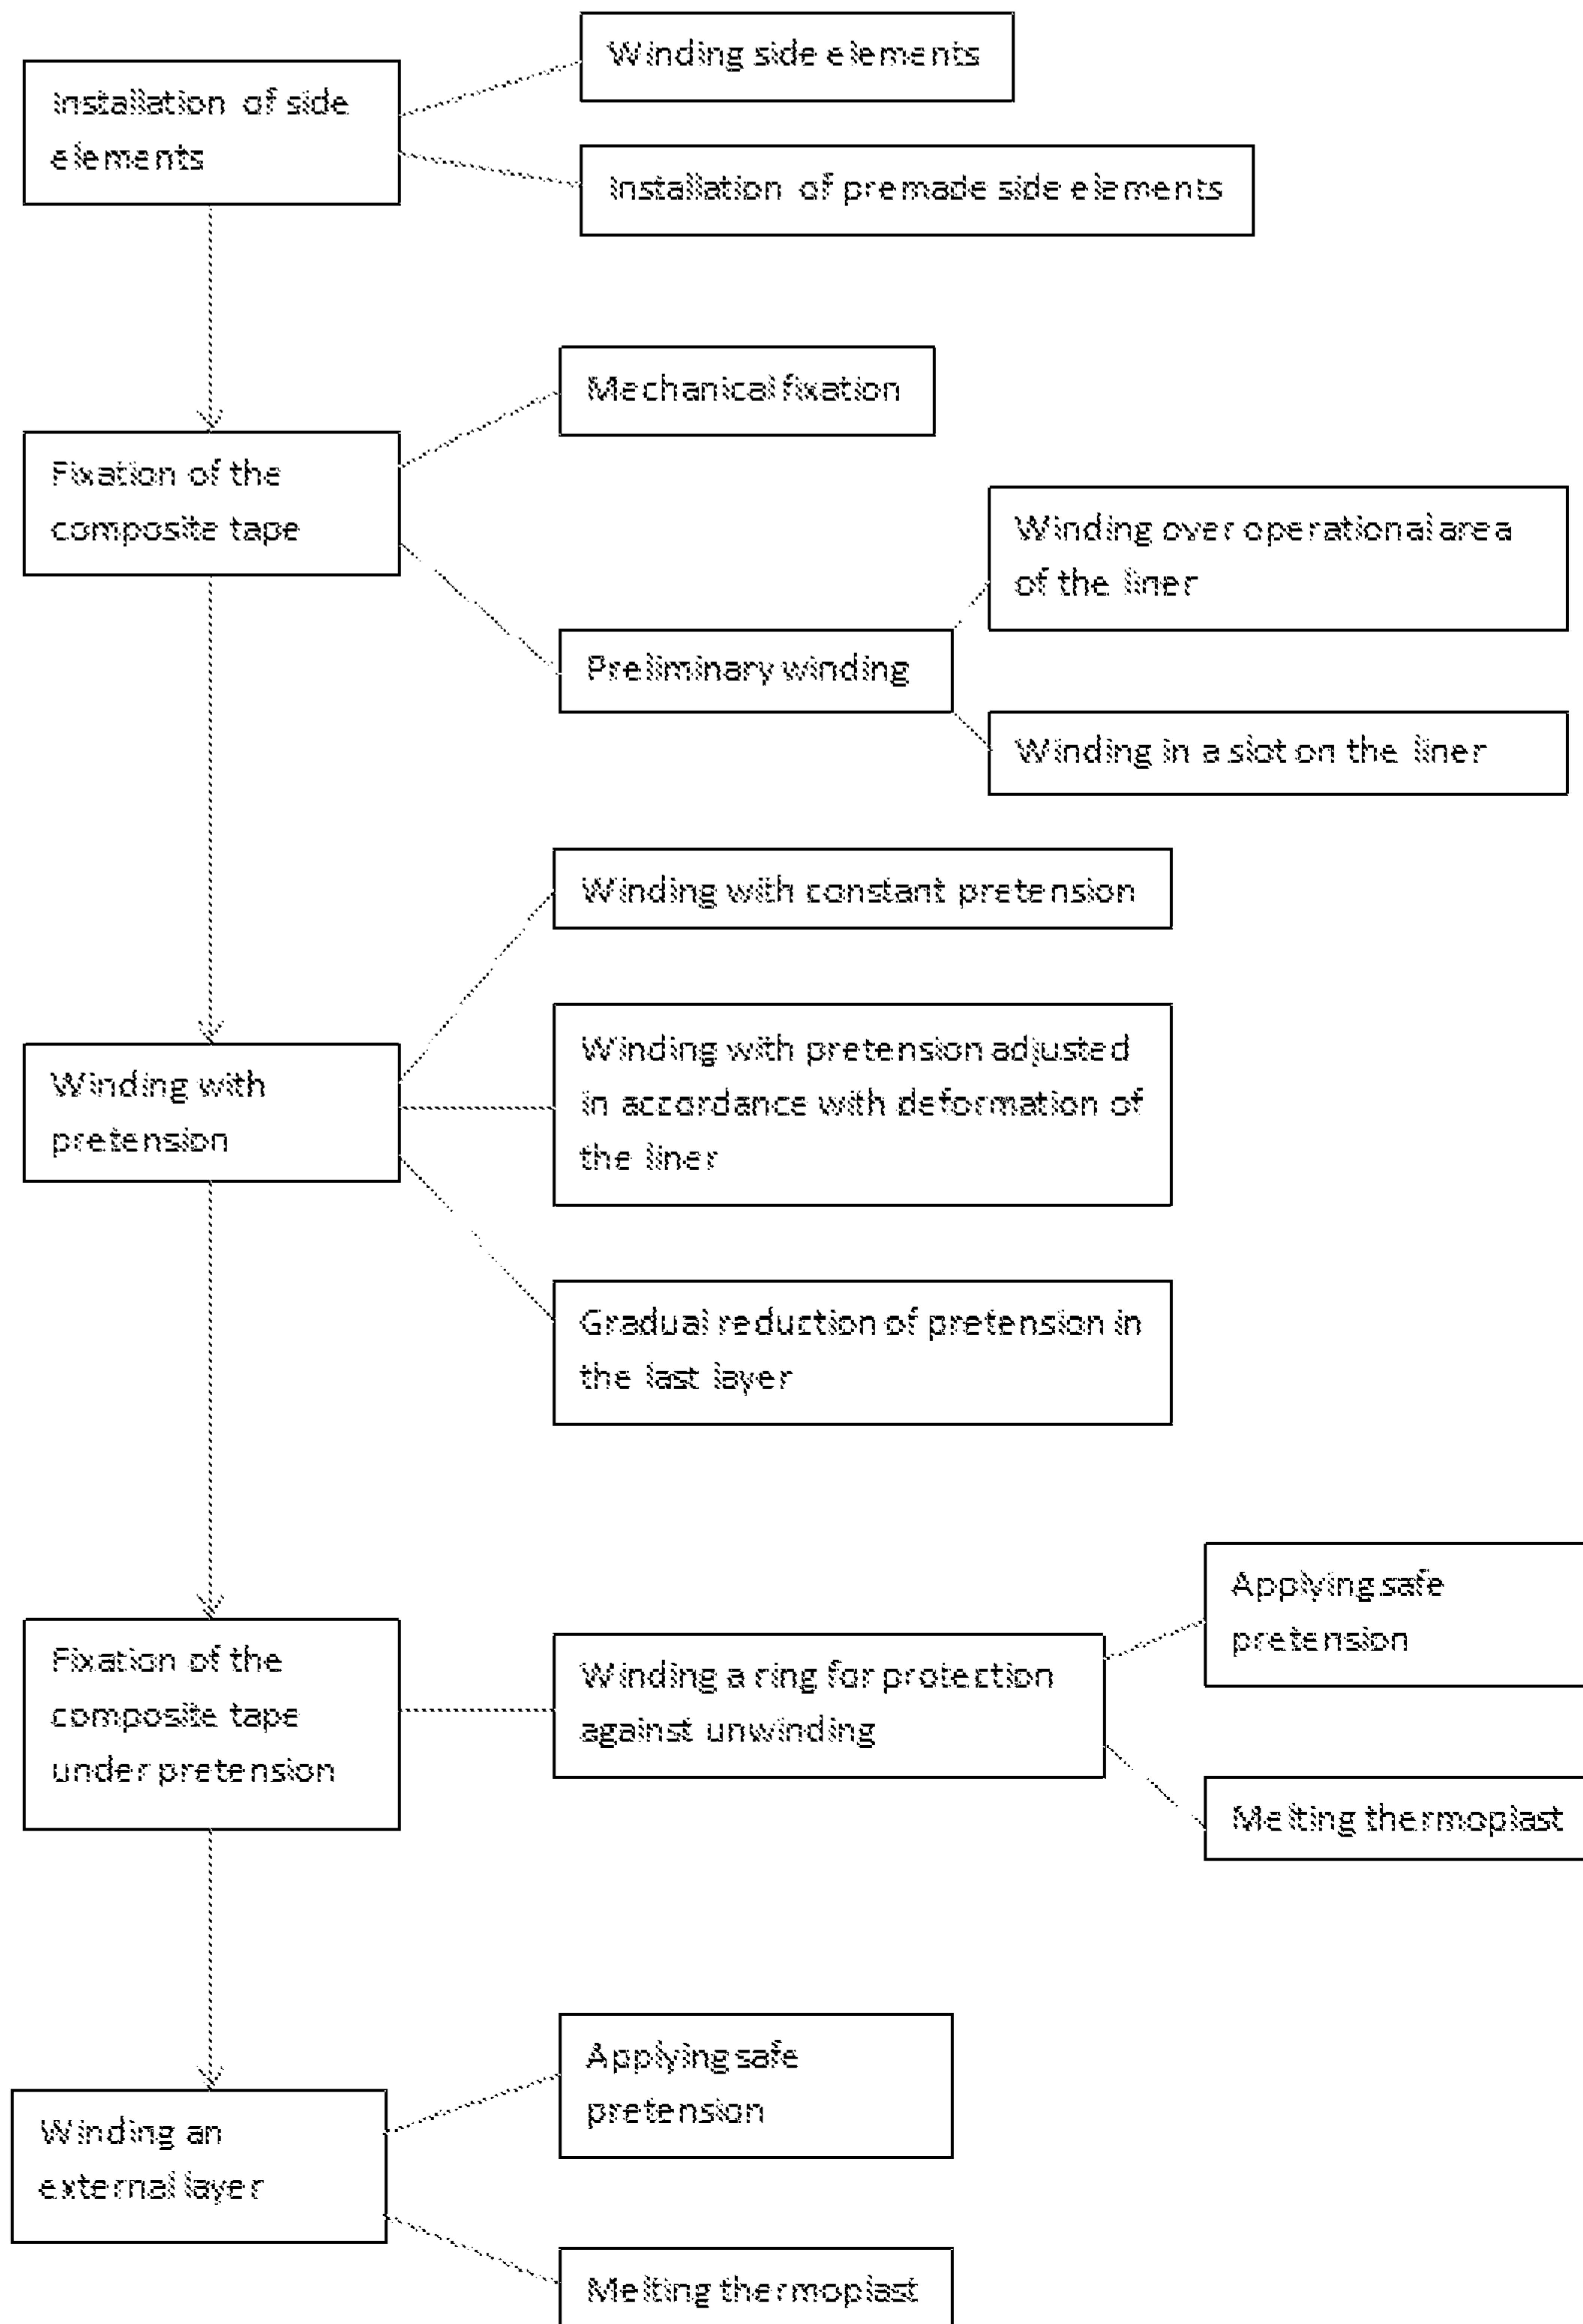 Installation of side
elements
Winding side elements
Installation of premade side elements
Fixation of the
composite tape
Mechanical fixation
Preliminary winding
Winding over operational area
of the liner
Winding in a slot on the liner
Winding with
pretension
Winding with constant pretension
Winding with pretension adjusted
in accordance with deformation of
the liner
Gradual reduction of pretension in
the last layer
Fixation of the
composite tape
under pretension
Winding a ring for protection
against unwinding
Applying safe
pretension
Melting thermoplast
Winding an
external layer
Applying safe
pretension
Melting thermoplast